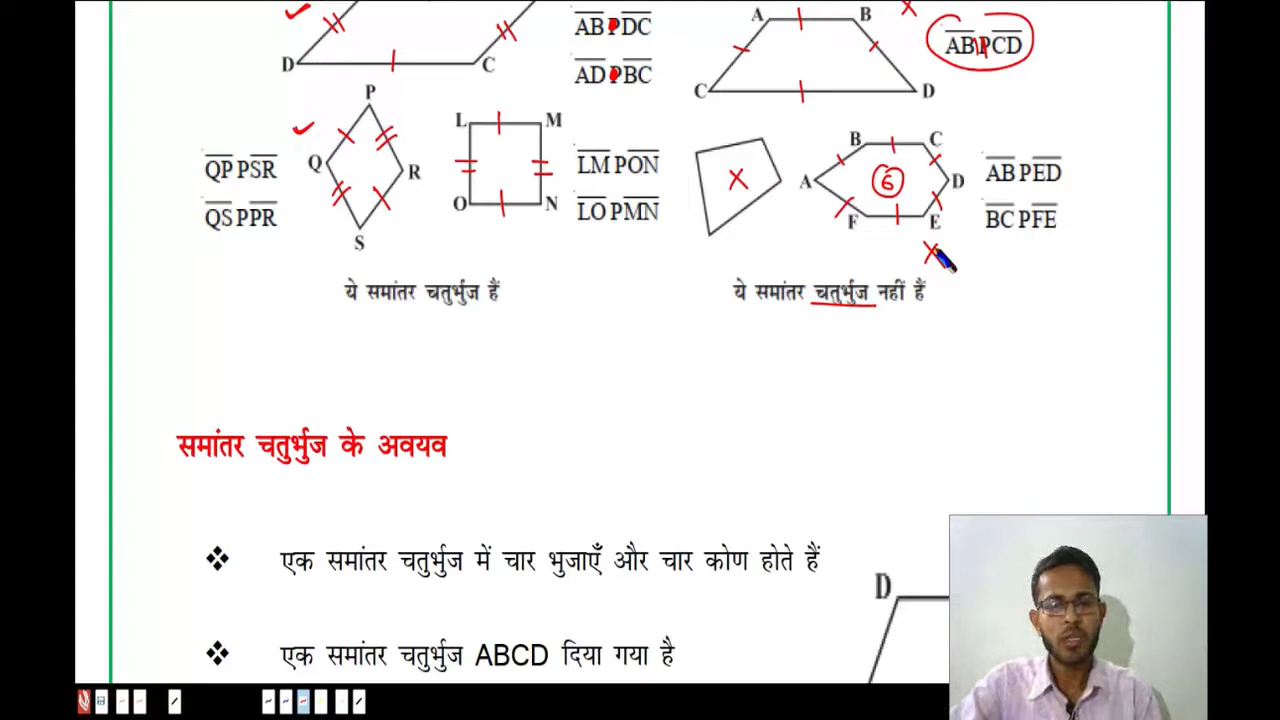 AB P DC
AD P BC
D C
A B
C D
AB P CD
P
Q R
S
QP P SR
QS P PR
L M
O N
LM P ON
LO P MN
B C
A 6 D
F E
AB P ED
BC P FE
ये समांतर चतुर्भुज हैं
ये समांतर चतुर्भुज नहीं हैं
समांतर चतुर्भुज के अवयव
एक समांतर चतुर्भुज में चार भुजाएँ और चार कोण होते हैं
D
एक समांतर चतुर्भुज ABCD दिया गया है